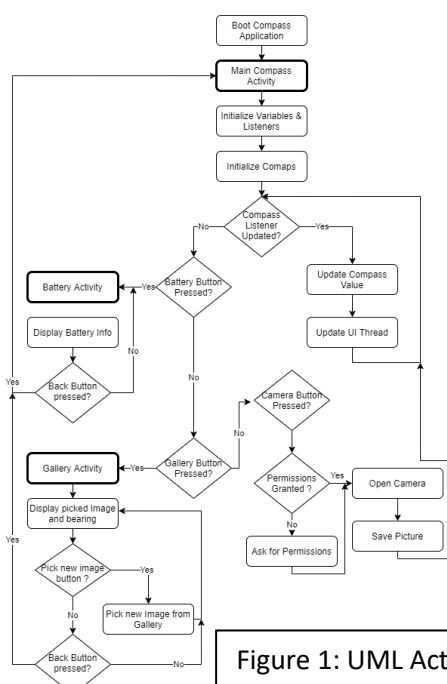 Boot Compass
Application
Main Compass
Activity
Initialize Variables &
Listeners
Initialize Comaps
Compass
Listener
Updated?
No
Yes
Battery Button
Pressed?
Yes
Battery Activity
Update Compass
Value
Display Battery Info
No
Update UI Thread
Yes
Back Button
pressed?
No
Camera Button
Pressed?
No
Gallery Button
Pressed?
Yes
Gallery Activity
Permissions
Granted ?
Yes
Open Camera
Display picked Image
and bearing
No
Yes
Ask for Permissions
Save Picture
Pick new image
button ?
Yes
No
Pick new Image from
Gallery
Back Button
pressed?
No
Figure 1: UML Act